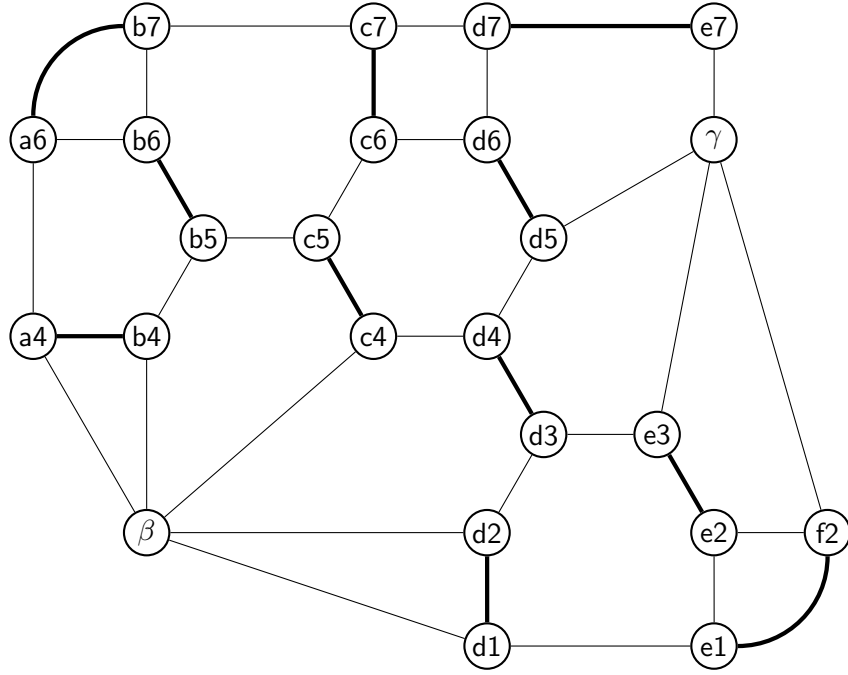 b7 c7 d7 e7
a6 b6 c6 d6 γ
b5 c5 d5
a4 b4 c4 d4
d3 e3
β d2 e2 f2
d1 e1